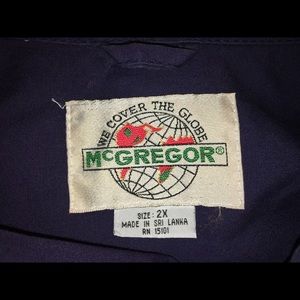 WE COVER THE GLOBE
McGREGOR®
SIZE: 2X
MADE IN SRI LANKA
RN 15101